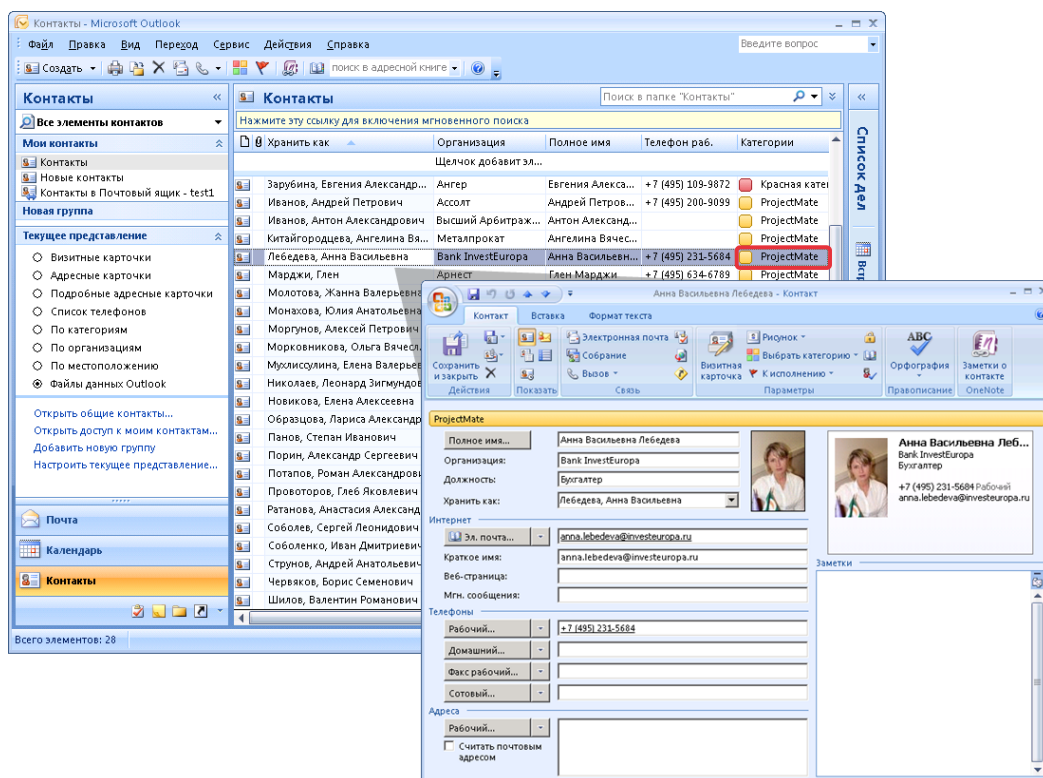 Контакты - Microsoft Outlook
Файл Правка Вид Переход Сервис Действия Справка
Введите вопрос
Создать поиск в адресной книге
Контакты «
Все элементы контактов
Мои контакты
Контакты
Новые контакты
Контакты в Почтовый ящик - test1
Новая группа
Текущее представление
Визитные карточки
Адресные карточки
Подробные адресные карточки
Список телефонов
По категориям
По организациям
По местоположению
Файлы данных Outlook
Открыть общие контакты...
Открыть доступ к моим контактам...
Добавить новую группу
Настроить текущее представление...
Почта
Календарь
Контакты
Всего элементов: 28
Контакты
Поиск в папке "Контакты"
Нажмите эту ссылку для включения мгновенного поиска
Хранить как Организация Полное имя Телефон раб. Категории
Щелчок добавит эл...
Зарубина, Евгения Александр... Ангер Евгения Алекса... +7 (495) 109-9872 Красная кате
Иванов, Андрей Петрович Ассолт Андрей Петров... +7 (495) 200-9099 ProjectMate
Иванов, Антон Александрович Высший Арбитраж... Антон Александ... ProjectMate
Китайгородцева, Ангелина Вя... Металпрокат Ангелина Вячес... ProjectMate
Лебедева, Анна Васильевна Bank InvestEuropa Анна Васильевн... +7 (495) 231-5684 ProjectMate
Марджи, Глен Арнест Глен Марджи +7 (495) 634-6789 ProjectMate
Молотова, Жанна Валерьевна
Монахова, Юлия Анатольевна
Моргунов, Алексей Петрович
Морковникова, Ольга Вячесл
Мухлиссулина, Елена Валерьев
Николаев, Леонард Зигмундов
Новикова, Елена Алексеевна
Образцова, Лариса Александр
Панов, Степан Иванович
Порин, Александр Сергеевич
Потапов, Роман Александрови
Провоторов, Глеб Яковлевич
Ратанова, Анастасия Александ
Соболев, Сергей Леонидович
Соболенко, Иван Дмитриевич
Струнов, Андрей Анатольевич
Червяков, Борис Семенович
Шилов, Валентин Романович
«
Список дел
Встр
Анна Васильевна Лебедева - Контакт
Контакт Вставка Формат текста
Сохранить и закрыть
Действия
Показать
Электронная почта
Собрание
Вызов
Связь
Визитная карточка
Рисунок
Выбрать категорию
К исполнению
Параметры
ABC
Орфография
Правописание
Заметки о контакте
OneNote
ProjectMate
Полное имя... Анна Васильевна Лебедева
Организация: Bank InvestEuropa
Должность: Бухгалтер
Хранить как: Лебедева, Анна Васильевна
Интернет
Эл. почта... anna.lebedeva@investeuropa.ru
Краткое имя: anna.lebedeva@investeuropa.ru
Веб-страница:
Мгн. сообщения:
Телефоны
Рабочий... +7 (495) 231-5684
Домашний...
Факс рабочий...
Сотовый...
Адреса
Рабочий...
Считать почтовым
адресом
Анна Васильевна Леб...
Bank InvestEuropa
Бухгалтер
+7 (495) 231-5684 Рабочий
anna.lebedeva@investeuropa.ru
Заметки